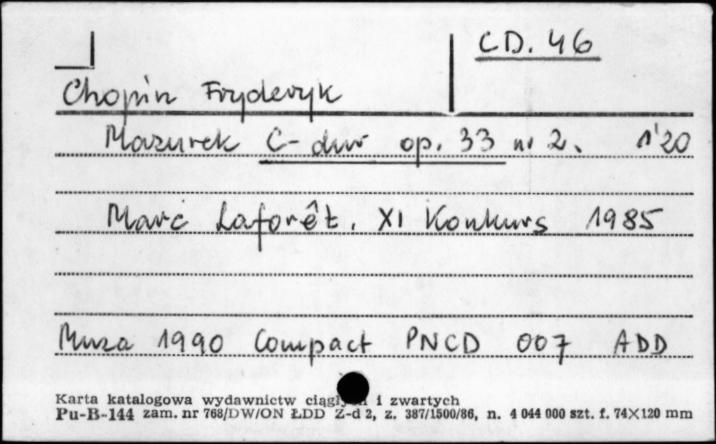 CD. 46
Chopin Fryderyk
Mazurek C-dur op. 33 nr 2. 1'20
Marc Laforêt. XI Konkurs 1985
Muza 1990 Compact PNCD 007 ADD
Karta katalogowa wydawnictw i zwartych
Pu-B-144 zam. nr 768/DW/ON ŁDD Z-d 2, z. 387/1500/86, n. 4 044 000 szt. f. 74X120 mm